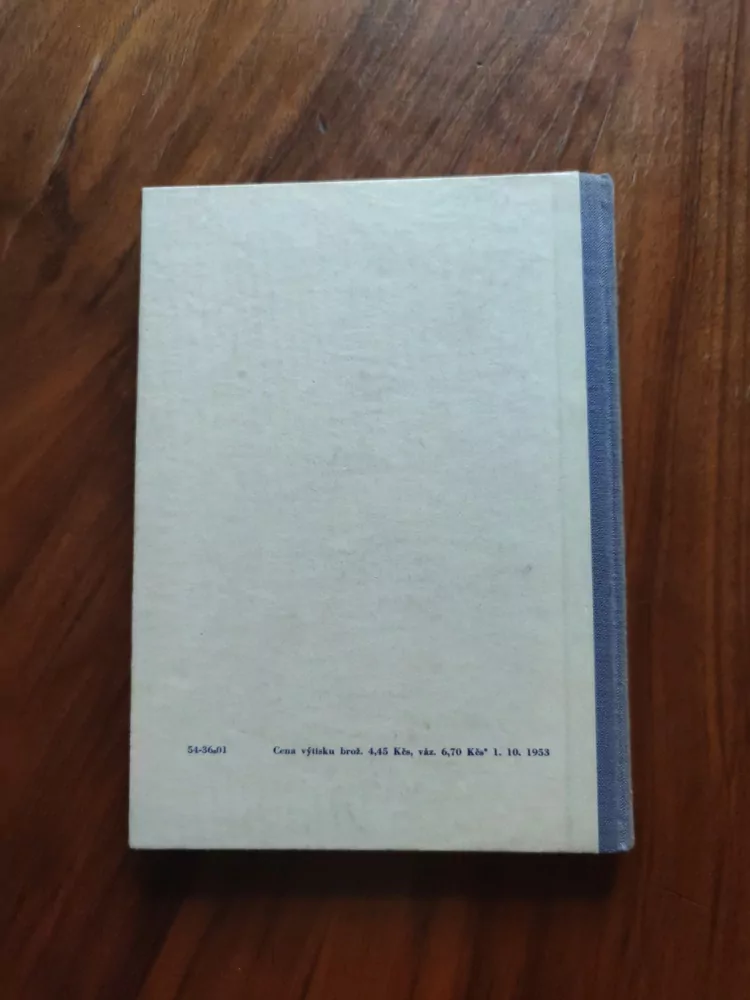 54-36-01 Cena výtisku brož. 4,45 Kčs, váz. 6,70 Kčs* 1. 10. 1953